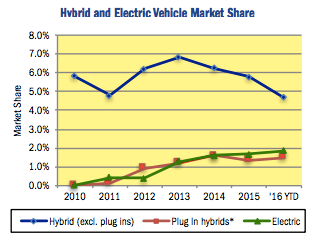 Hybrid and Electric Vehicle Market Share
8.0%
7.0%
6.0%
5.0%
4.0%
3.0%
2.0%
1.0%
0.0%
Market Share
2010 2011 2012 2013 2014 2015 '16 YTD
Hybrid (excl. plug ins) Plug In hybrids* Electric